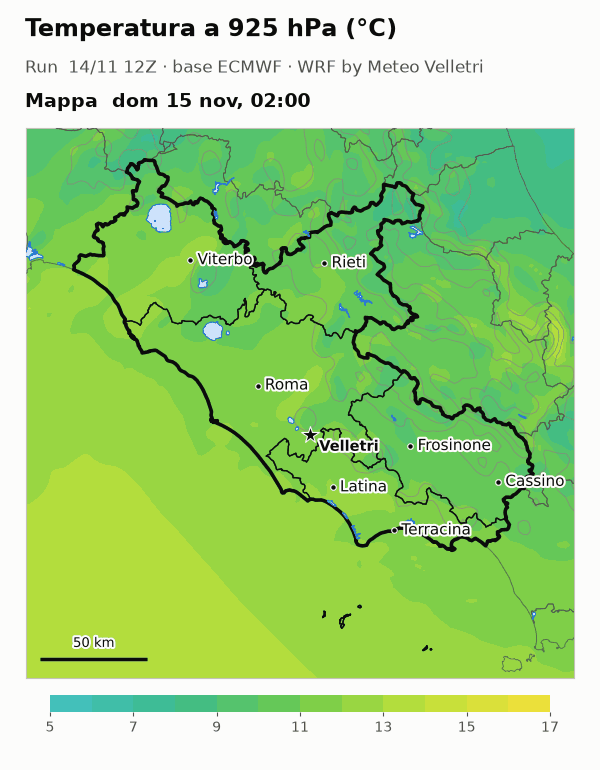 Temperatura a 925 hPa (°C)
Run  14/11 12Z · base ECMWF · WRF by Meteo Velletri
Mappa  dom 15 nov, 02:00
Viterbo
Rieti
Roma
Velletri
Frosinone
Cassino
Latina
Terracina
50 km
5 7 9 11 13 15 17